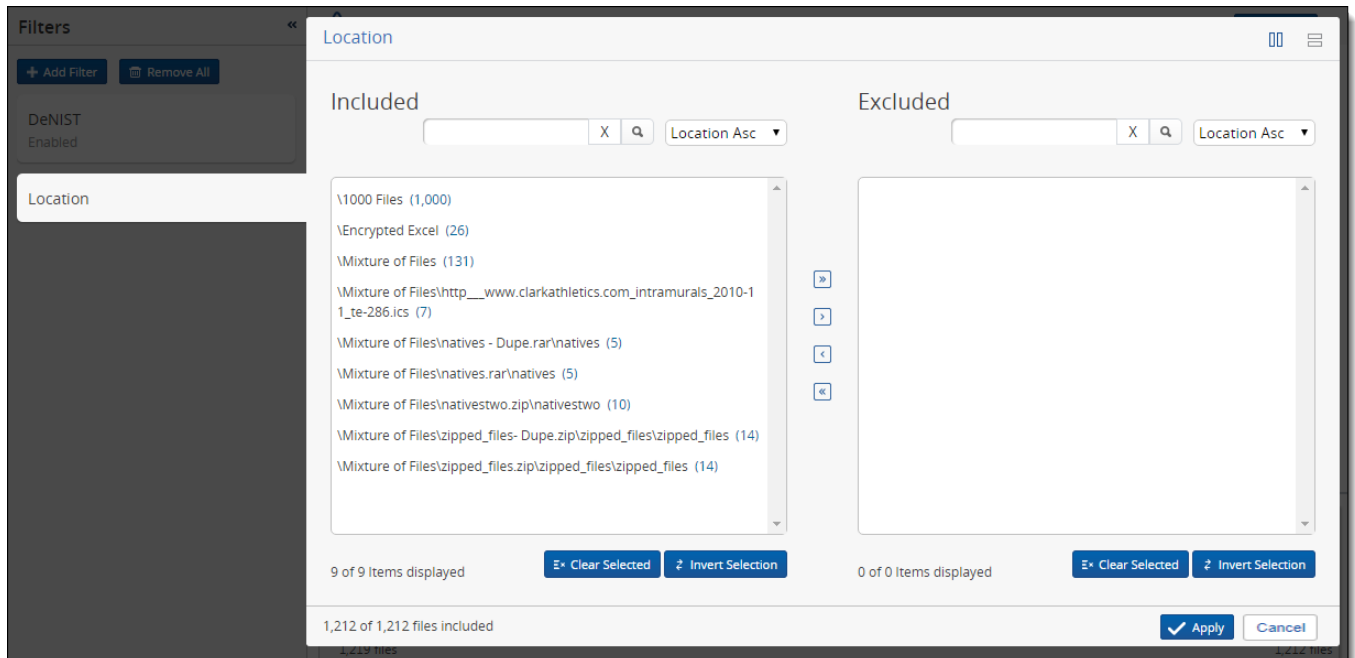 Filters «
+ Add Filter Remove All
DeNIST
Enabled
Location
Location
Included
X Location Asc
\1000 Files (1,000)
\Encrypted Excel (26)
\Mixture of Files (131)
\Mixture of Files\http___www.clarkathletics.com_intramurals_2010-1
1_te-286.ics (7)
\Mixture of Files\natives - Dupe.rar\natives (5)
\Mixture of Files\natives.rar\natives (5)
\Mixture of Files\nativestwo.zip\nativestwo (10)
\Mixture of Files\zipped_files- Dupe.zip\zipped_files\zipped_files (14)
\Mixture of Files\zipped_files.zip\zipped_files\zipped_files (14)
9 of 9 Items displayed
Clear Selected Invert Selection
»
›
‹
«
Excluded
X Location Asc
0 of 0 Items displayed
Clear Selected Invert Selection
1,212 of 1,212 files included
Apply Cancel
1,219 files 1,212 files